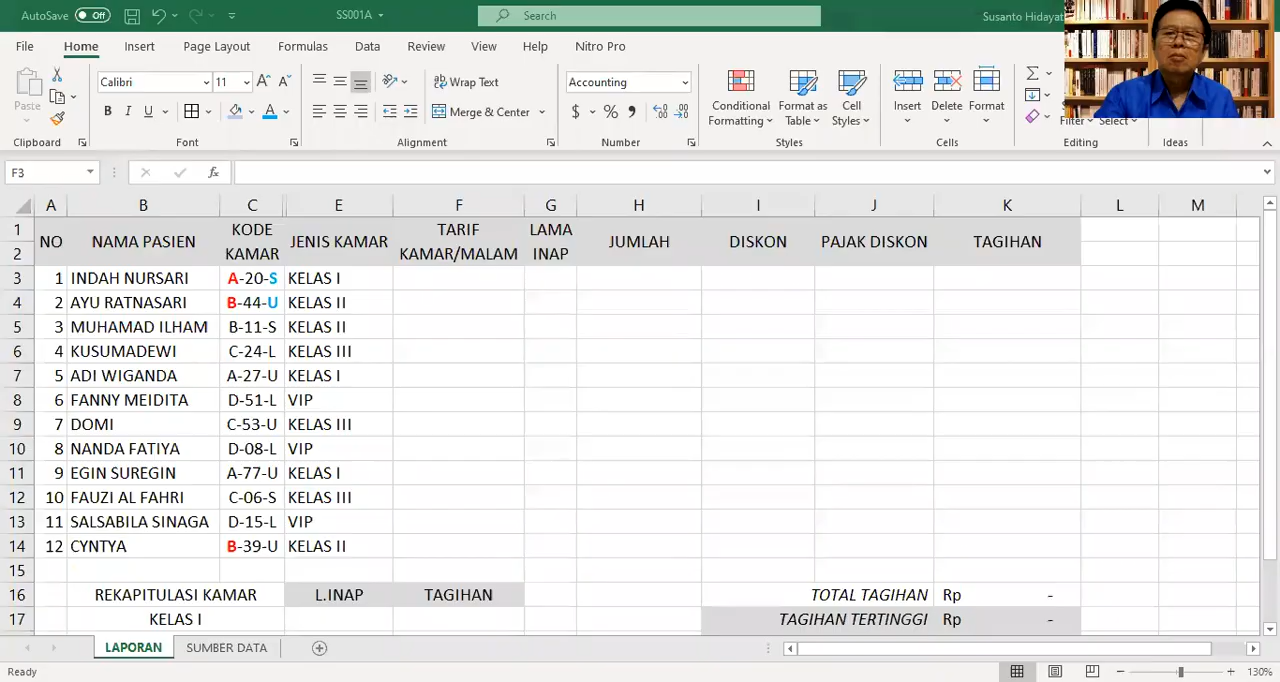 AutoSave Off SS001A Search Susanto Hidayat
File Home Insert Page Layout Formulas Data Review View Help Nitro Pro
Paste Calibri 11 Wrap Text Accounting
B I U Merge & Center $ % Conditional Formatting Format as Table Cell Styles Insert Delete Format Filter Select
Clipboard Font Alignment Number Styles Cells Editing Ideas
F3 fx
A B C E F G H I J K L M
1 KODE TARIF LAMA
NO NAMA PASIEN JENIS KAMAR JUMLAH DISKON PAJAK DISKON TAGIHAN
2 KAMAR KAMAR/MALAM INAP
3 1 INDAH NURSARI A-20-S KELAS I
4 2 AYU RATNASARI B-44-U KELAS II
5 3 MUHAMAD ILHAM B-11-S KELAS II
6 4 KUSUMADEWI C-24-L KELAS III
7 5 ADI WIGANDA A-27-U KELAS I
8 6 FANNY MEIDITA D-51-L VIP
9 7 DOMI C-53-U KELAS III
10 8 NANDA FATIYA D-08-L VIP
11 9 EGIN SUREGIN A-77-U KELAS I
12 10 FAUZI AL FAHRI C-06-S KELAS III
13 11 SALSABILA SINAGA D-15-L VIP
14 12 CYNTYA B-39-U KELAS II
15
16 REKAPITULASI KAMAR L.INAP TAGIHAN TOTAL TAGIHAN Rp -
17 KELAS I TAGIHAN TERTINGGI Rp -
LAPORAN SUMBER DATA
Ready 130%